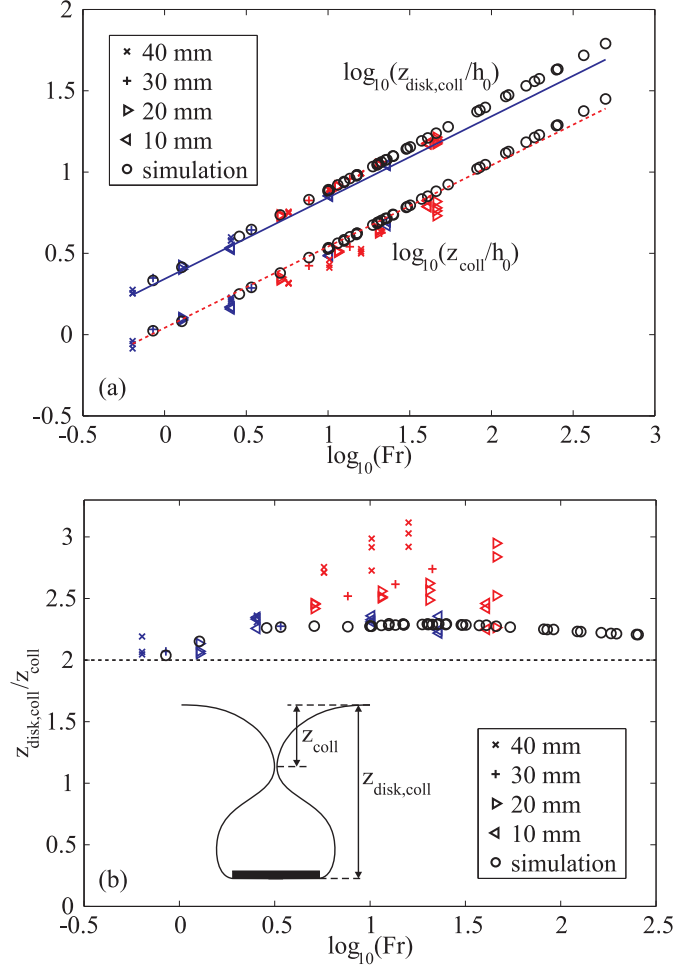 2
1.5
1
0.5
0
-0.5
40 mm
30 mm
20 mm
10 mm
simulation
log10(zdisk,coll/h0)
log10(zcoll/h0)
(a)
-0.5
0
0.5
1
1.5
2
2.5
3
log10(Fr)
zdisk,coll/zcoll
3
2.5
2
1.5
1
0.5
0
zcoll
zdisk,coll
40 mm
30 mm
20 mm
10 mm
simulation
(b)
-0.5
0
0.5
1.0
1.5
2.0
2.5
log10(Fr)